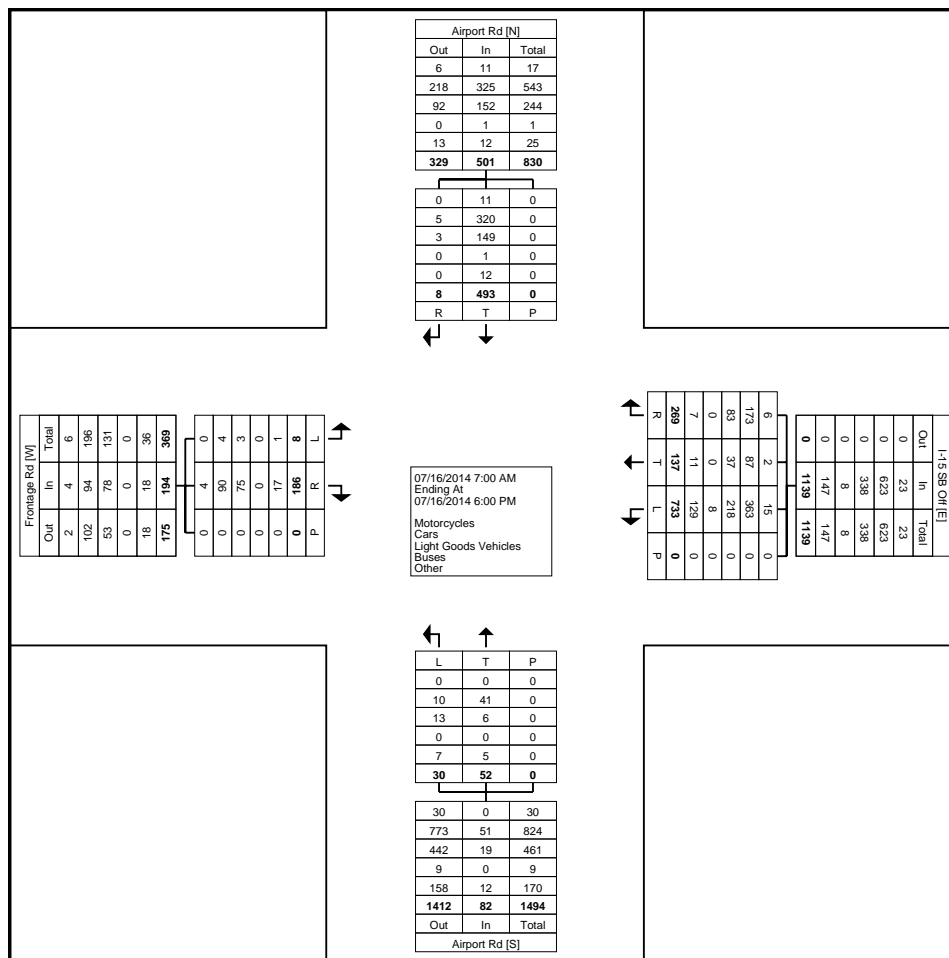 Airport Rd [N]
Out In Total
6 11 17
218 325 543
92 152 244
0 1 1
13 12 25
329 501 830
0 11 0
5 320 0
3 149 0
0 1 0
0 12 0
8 493 0
R T P
Frontage Rd [W]
Total 6 196 131 0 36 369
In 4 94 78 0 18 194
Out 2 102 53 0 18 175
0 4 3 0 1 8 L
4 90 75 0 17 186 R
0 0 0 0 0 0 P
07/16/2014 7:00 AM
Ending At
07/16/2014 6:00 PM
Motorcycles
Cars
Light Goods Vehicles
Buses
Other
R 269 7 0 83 173 6
T 137 11 0 37 87 2
L 733 129 8 218 363 15
P 0 0 0 0 0 0
I-15 SB Off [E]
Out In Total
0 23 23
0 623 623
0 338 338
0 8 8
0 147 147
0 1139 1139
L T P
0 0 0
10 41 0
13 6 0
0 0 0
7 5 0
30 52 0
30 0 30
773 51 824
442 19 461
9 0 9
158 12 170
1412 82 1494
Out In Total
Airport Rd [S]